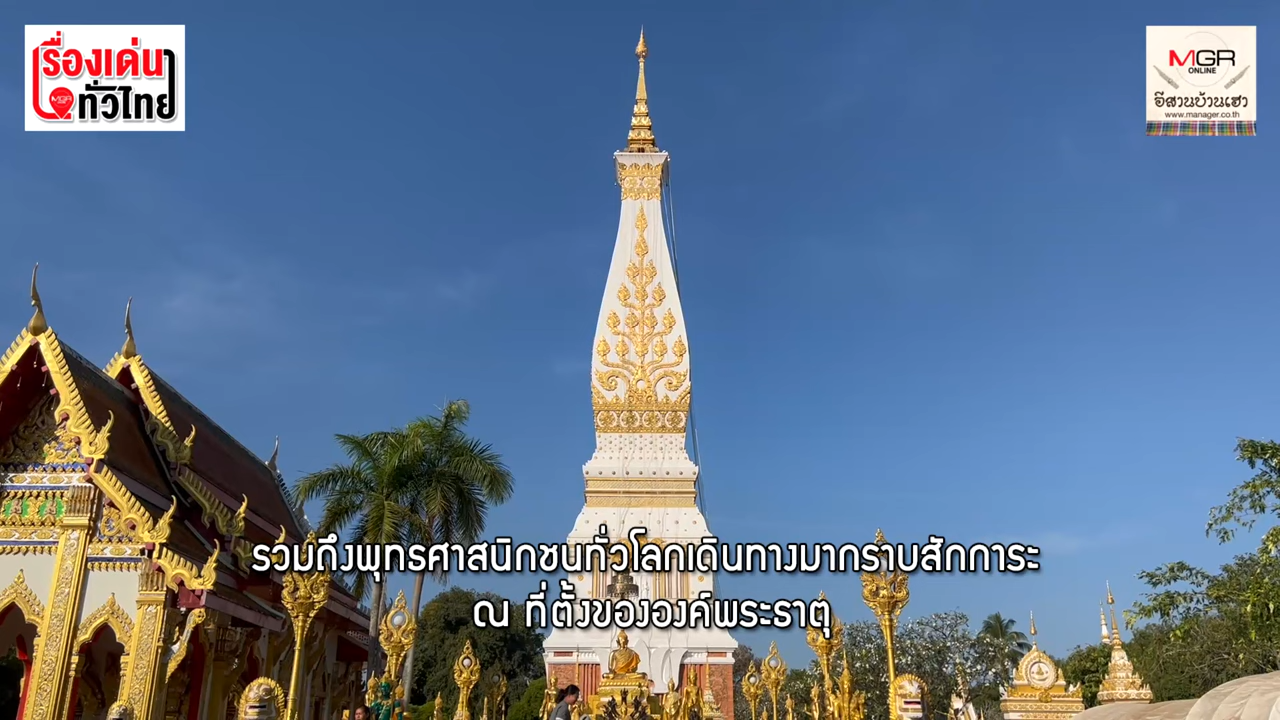 เรื่องเด่น
MGR
ทั่วไทย
MGR
ONLINE
อีสานบ้านเฮา
www.manager.co.th
รวมถึงพุทธศาสนิกชนทั่วโลกเดินทางมากราบสักการะ
ณ ที่ตั้งขององค์พระธาตุ